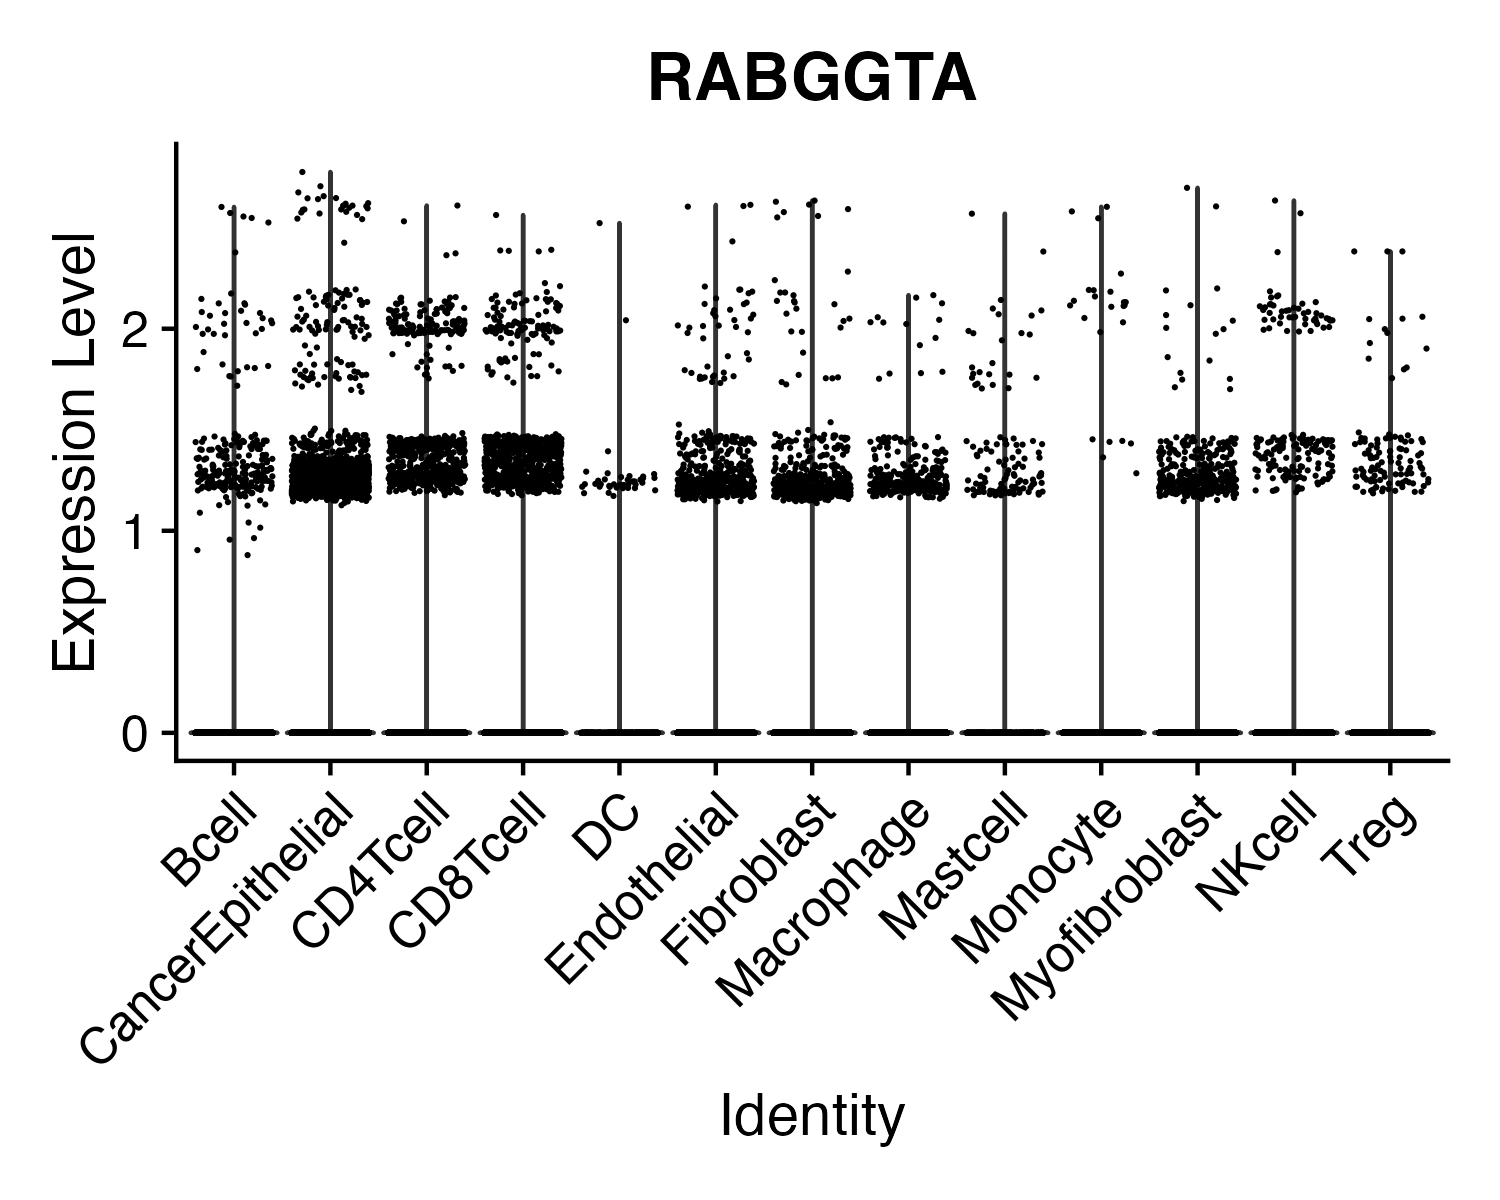 RABGGTA
Expression Level
2
1
0
Bcell
CancerEpithelial
CD4Tcell
CD8Tcell
DC
Endothelial
Fibroblast
Macrophage
Mastcell
Monocyte
Myofibroblast
NKcell
Treg
Identity